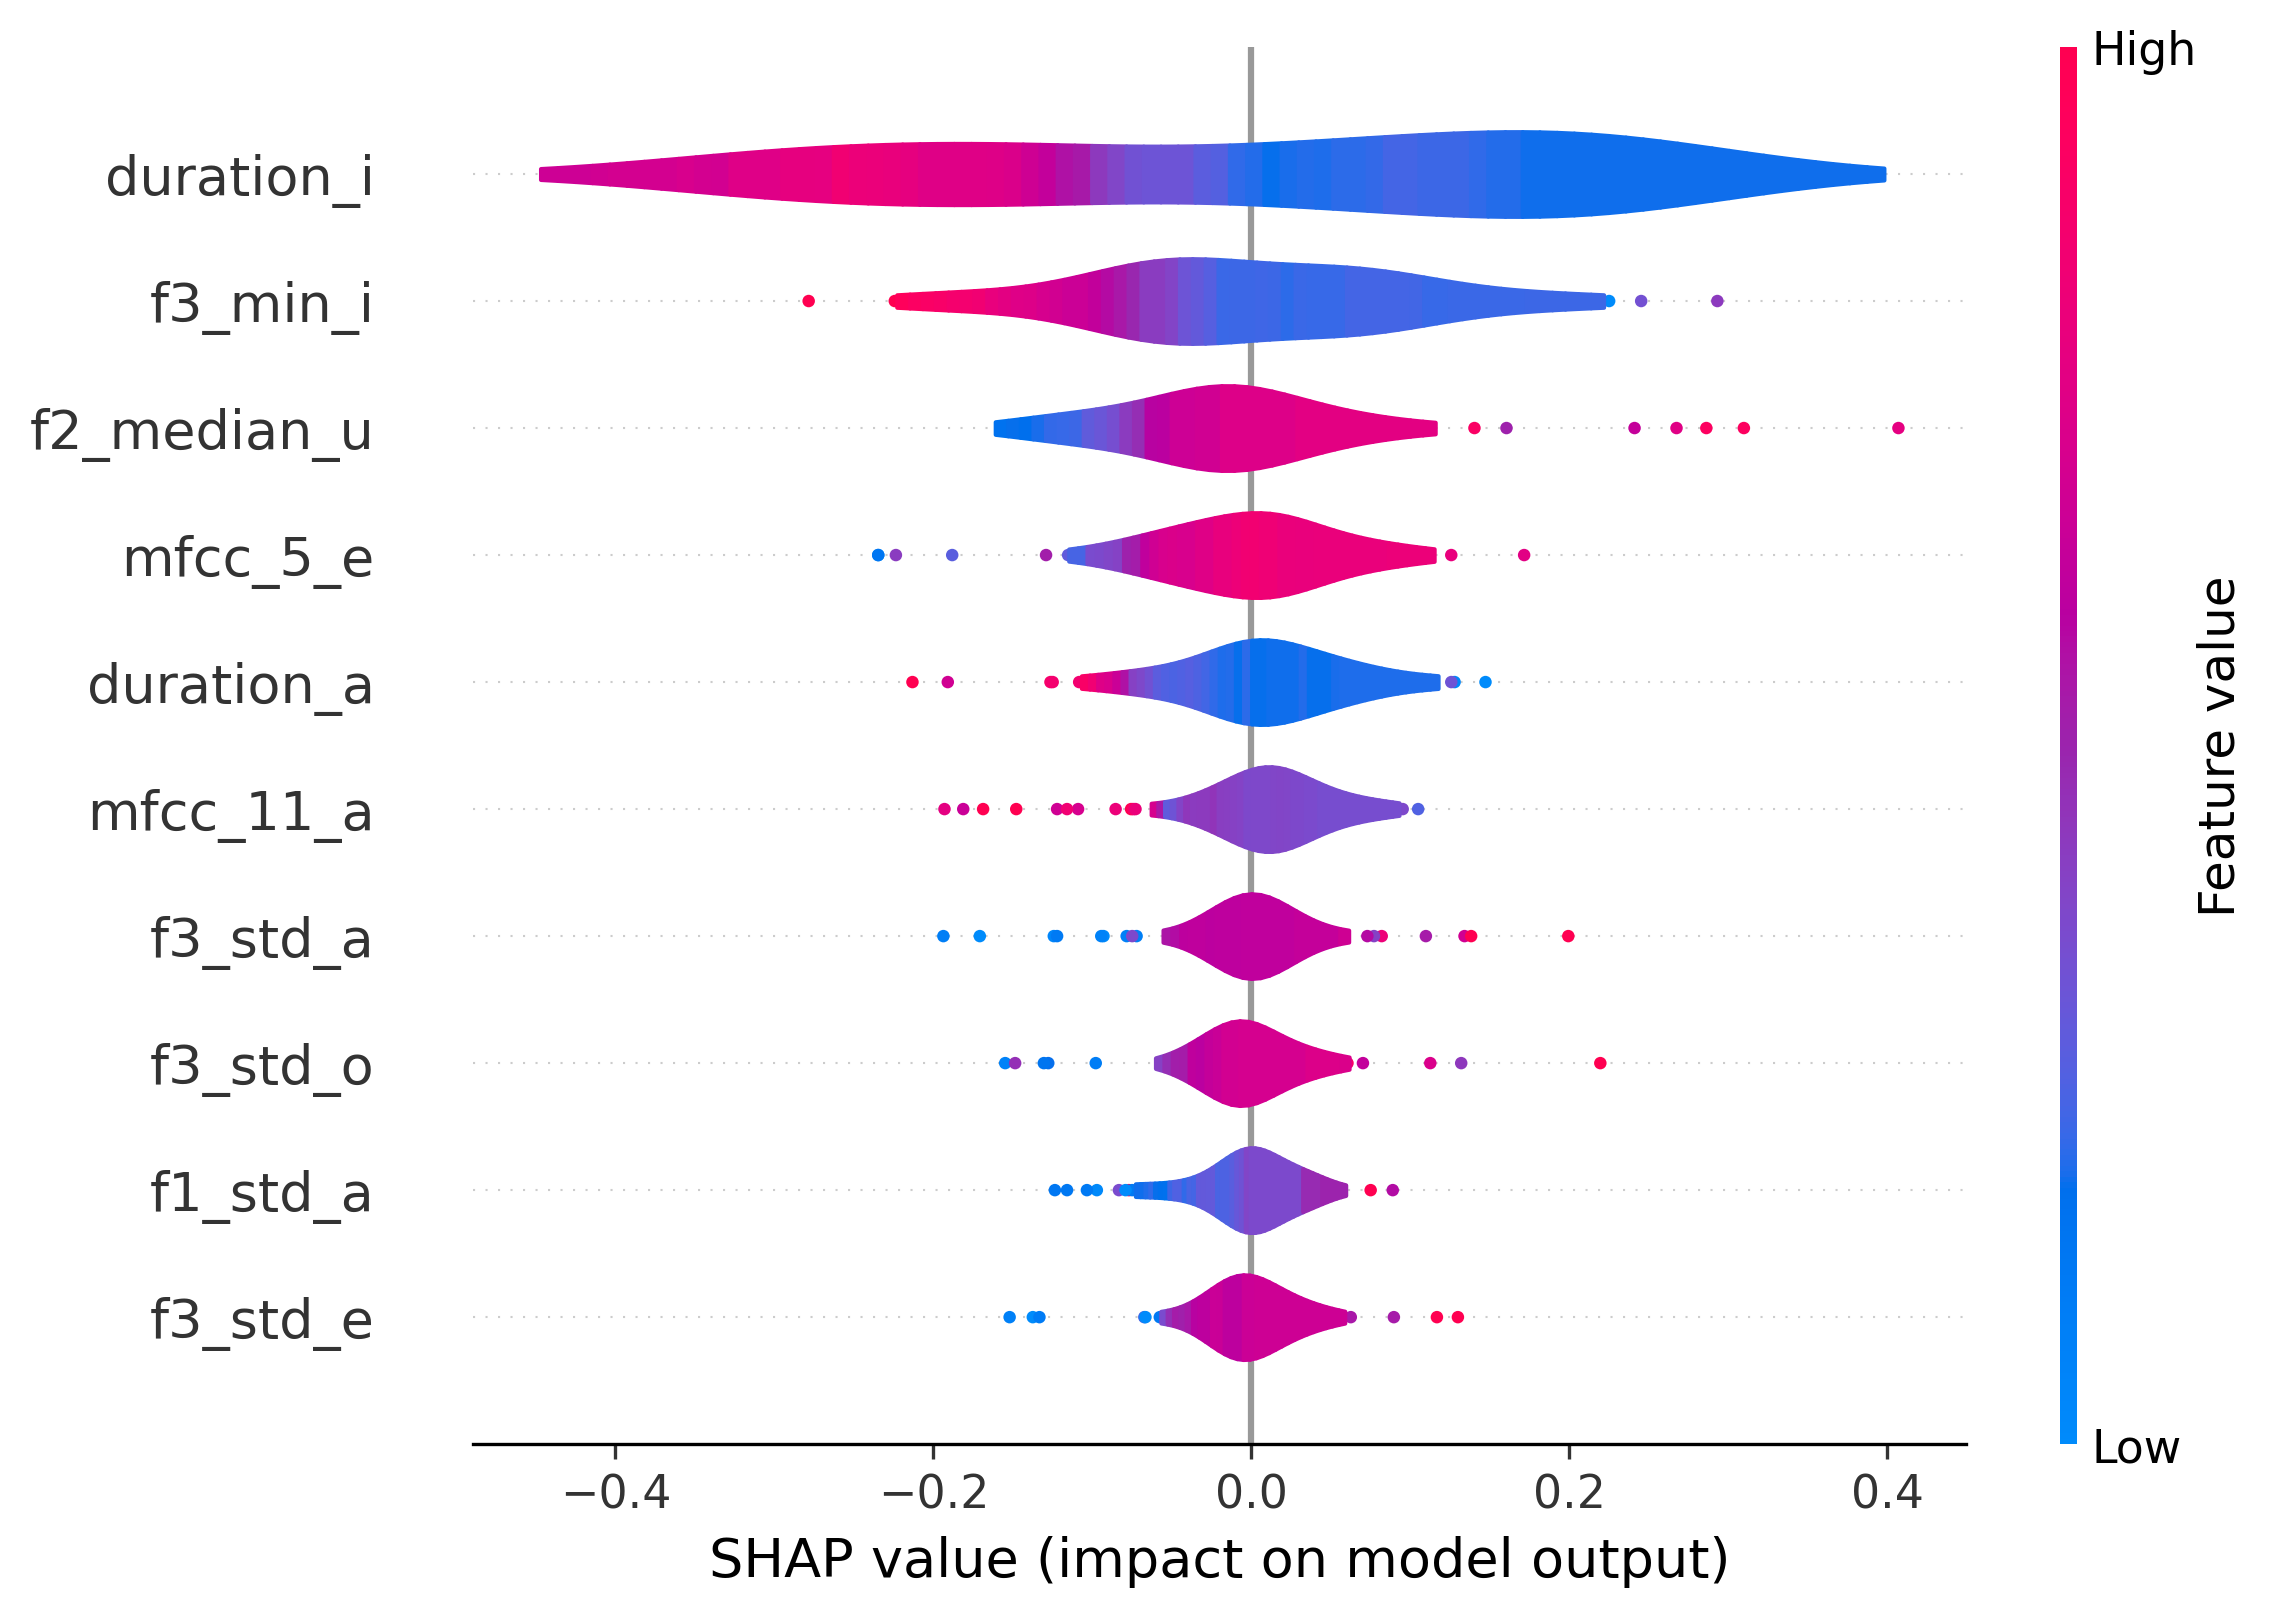 High
duration_i
f3_min_i
f2_median_u
mfcc_5_e
duration_a
mfcc_11_a
f3_std_a
f3_std_o
f1_std_a
f3_std_e
Feature value
Low
−0.4 −0.2 0.0 0.2 0.4
SHAP value (impact on model output)